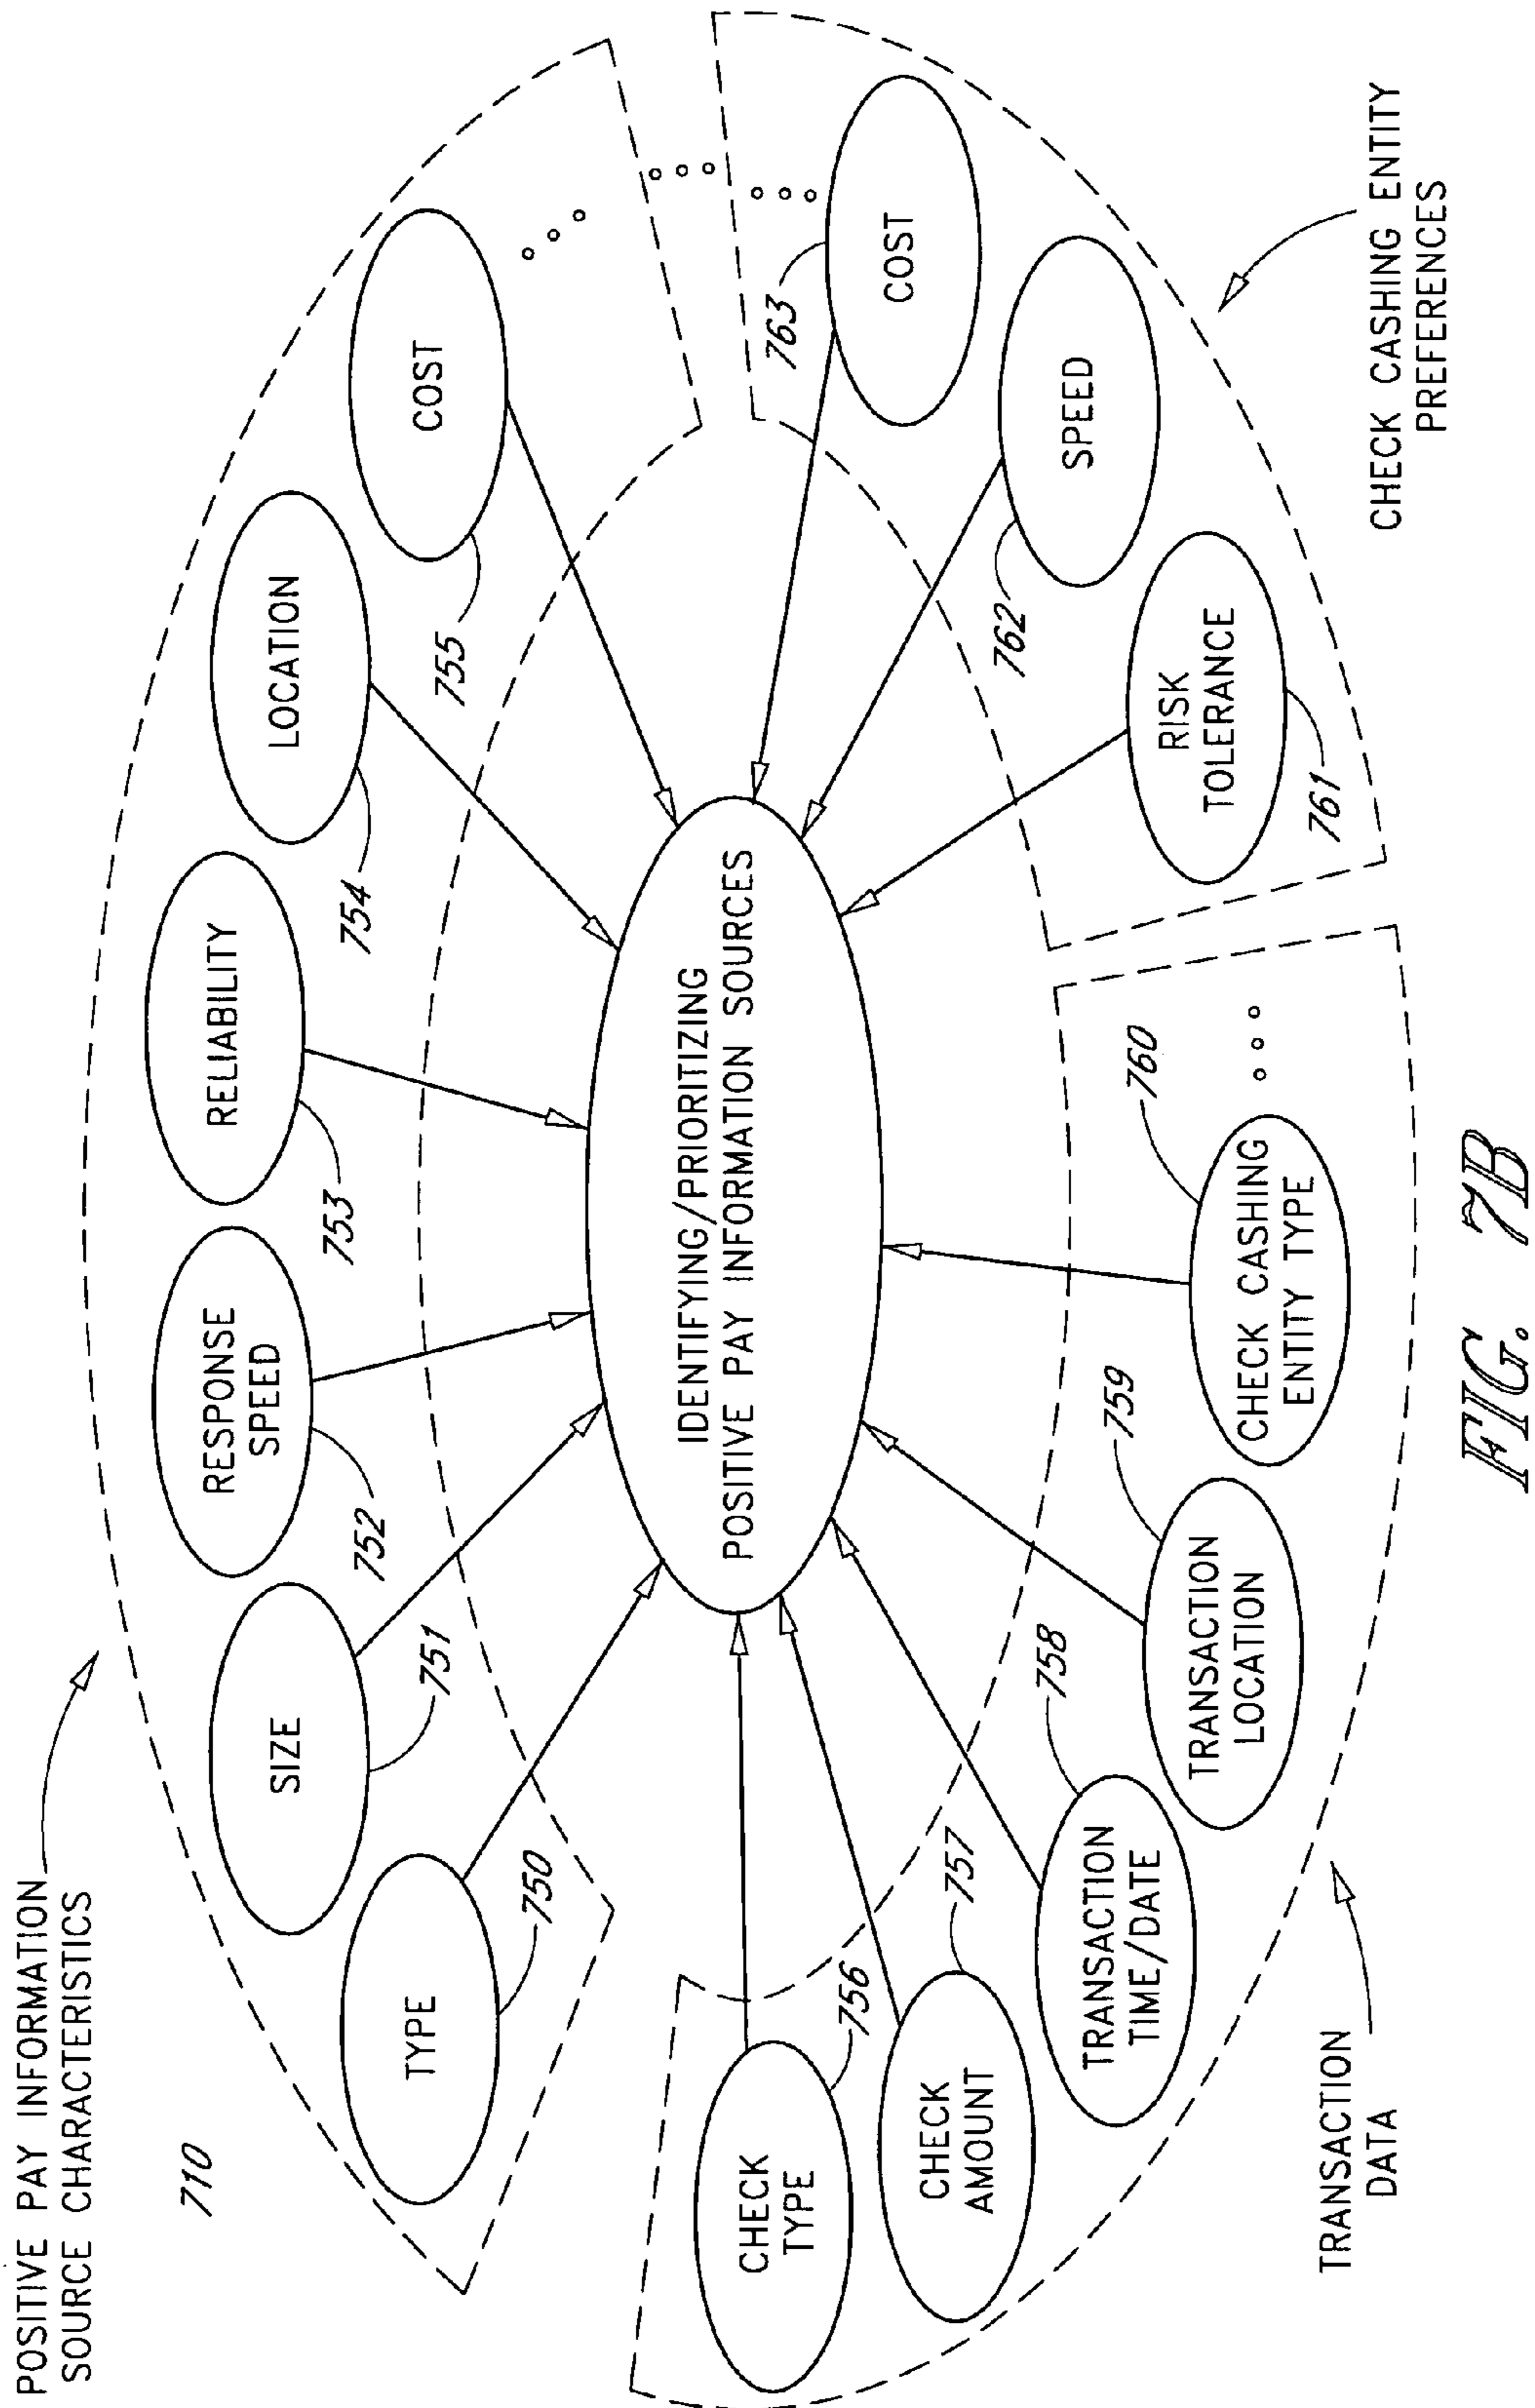 POSITIVE PAY INFORMATION
SOURCE CHARACTERISTICS
710
TYPE
750
SIZE
751
RESPONSE
SPEED
752
RELIABILITY
753
LOCATION
754
COST
755
IDENTIFYING/PRIORITIZING
POSITIVE PAY INFORMATION SOURCES
CHECK
TYPE
756
CHECK
AMOUNT
757
TRANSACTION
TIME/DATE
758
TRANSACTION
LOCATION
759
CHECK CASHING
ENTITY TYPE
760
RISK
TOLERANCE
761
SPEED
762
COST
763
TRANSACTION
DATA
CHECK CASHING ENTITY
PREFERENCES
FIG. 7B